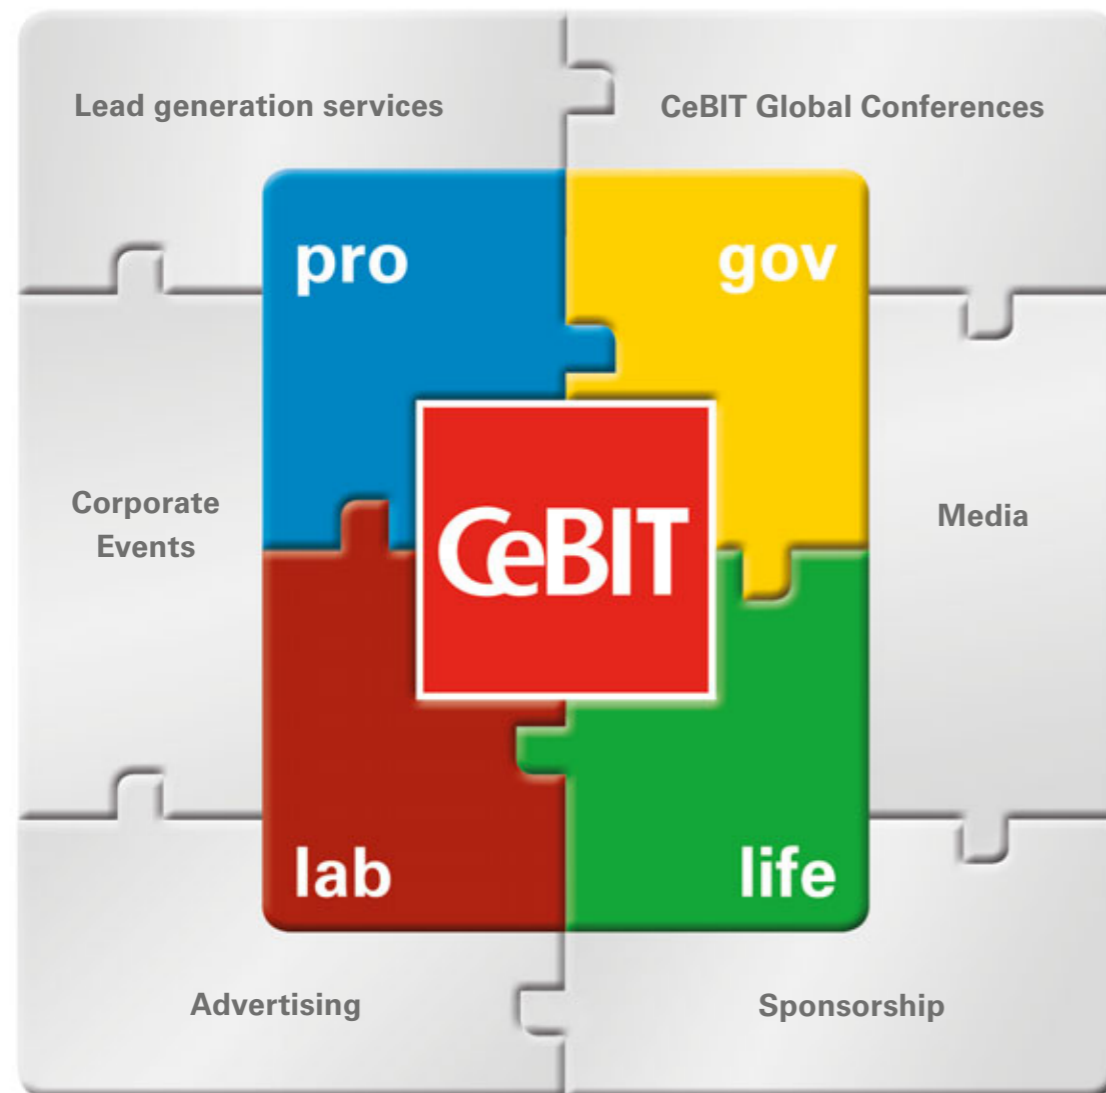 Lead generation services
CeBIT Global Conferences
pro
gov
Corporate
Events
CeBIT
Media
lab
life
Advertising
Sponsorship